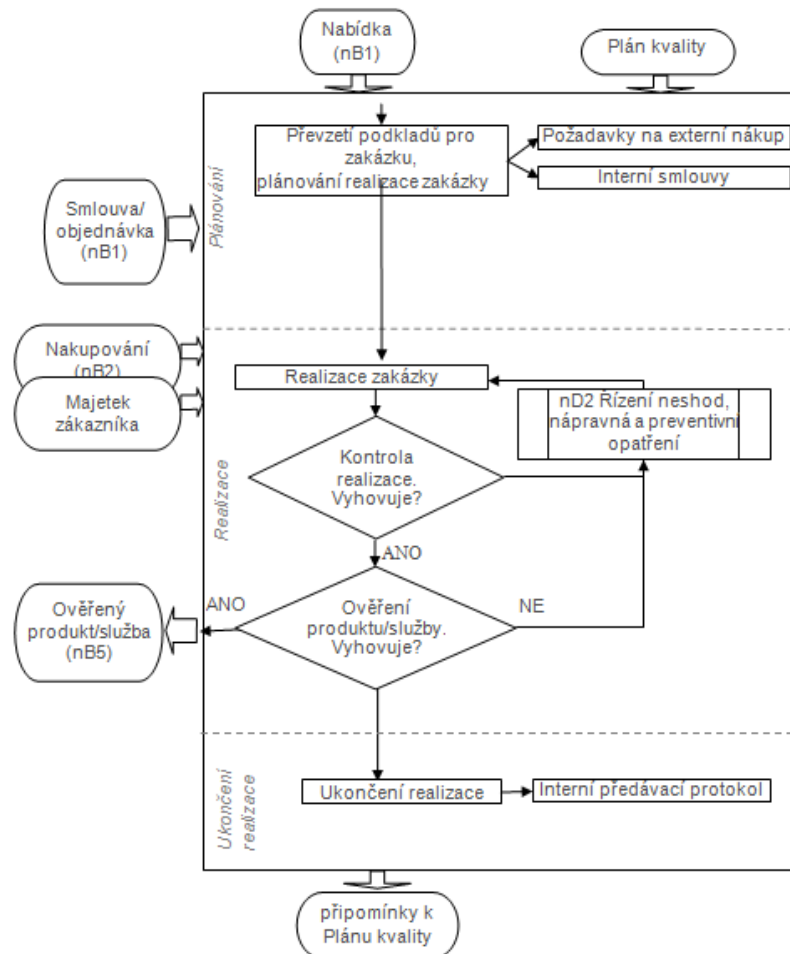 Nabídka
(nB1)
Plán kvality
Převzetí podkladů pro
zakázku,
plánování realizace zakázky
Požadavky na externí nákup
Interní smlouvy
Plánování
Smlouva/
objednávka
(nB1)
Nakupování
(nB2)
Majetek
zákazníka
Realizace zakázky
nD2 Řízení neshod,
nápravná a preventivní
opatření
Kontrola
realizace.
Vyhovuje?
Realizace
ANO
Ověřený
produkt/služba
(nB5)
ANO
Ověření
produktu/služby.
Vyhovuje?
NE
Ukončení
realizace
Ukončení realizace
Interní předávací protokol
připomínky k
Plánu kvality